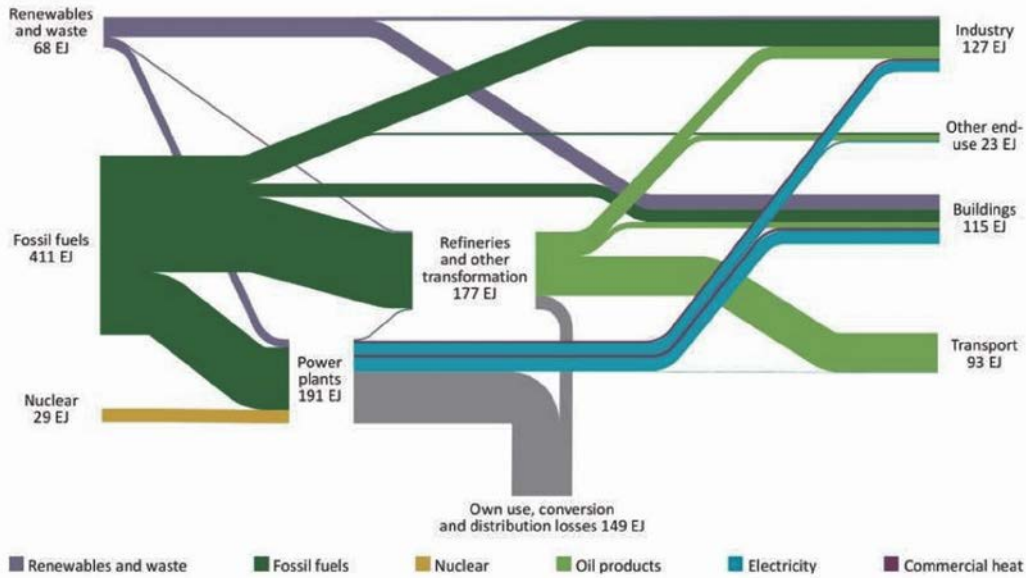 Renewables
and waste
68 EJ
Industry
127 EJ
Other end-
use 23 EJ
Fossil fuels
411 EJ
Refineries
and other
transformation
177 EJ
Buildings
115 EJ
Transport
93 EJ
Power
plants
191 EJ
Nuclear
29 EJ
Own use, conversion
and distribution losses 149 EJ
Renewables and waste
Fossil fuels
Nuclear
Oil products
Electricity
Commercial heat